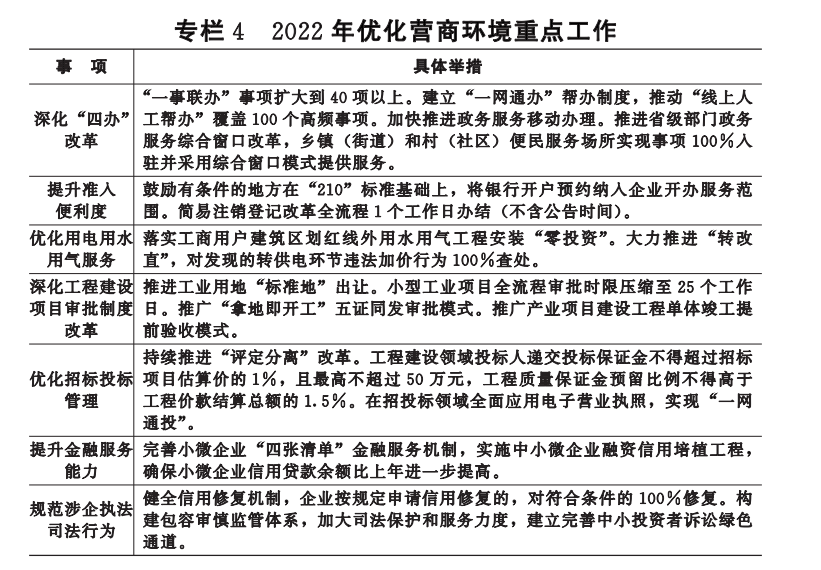 专栏 4 2022 年优化营商环境重点工作
事 项
具体举措
深化“四办”
改革
“一事联办”事项扩大到 40 项以上。建立“一网通办”帮办制度，推动“线上人
工帮办”覆盖 100 个高频事项。加快推进政务服务移动办理。推进省级部门政务
服务综合窗口改革，乡镇（街道）和村（社区）便民服务场所实现事项 100％入
驻并采用综合窗口模式提供服务。
提升准入
便利度
鼓励有条件的地方在“210”标准基础上，将银行开户预约纳入企业开办服务范
围。简易注销登记改革全流程 1 个工作日办结（不含公告时间）。
优化用电用水
用气服务
落实工商用户建筑区划红线外用水用气工程安装“零投资”。大力推进“转改
直”，对发现的转供电环节违法加价行为 100％查处。
深化工程建设
项目审批制度
改革
推进工业用地“标准地”出让。小型工业项目全流程审批时限压缩至 25 个工作
日。推广“拿地即开工”五证同发审批模式。推广产业项目建设工程单体竣工提
前验收模式。
优化招标投标
管理
持续推进“评定分离”改革。工程建设领域投标人递交投标保证金不得超过招标
项目估算价的 1％，且最高不超过 50 万元，工程质量保证金预留比例不得高于
工程价款结算总额的 1.5％。在招投标领域全面应用电子营业执照，实现“一网
通投”。
提升金融服务
能力
完善小微企业“四张清单”金融服务机制，实施中小微企业融资信用培植工程，
确保小微企业信用贷款余额比上年进一步提高。
规范涉企执法
司法行为
健全信用修复机制，企业按规定申请信用修复的，对符合条件的 100％修复。构
建包容审慎监管体系，加大司法保护和服务力度，建立完善中小投资者诉讼绿色
通道。